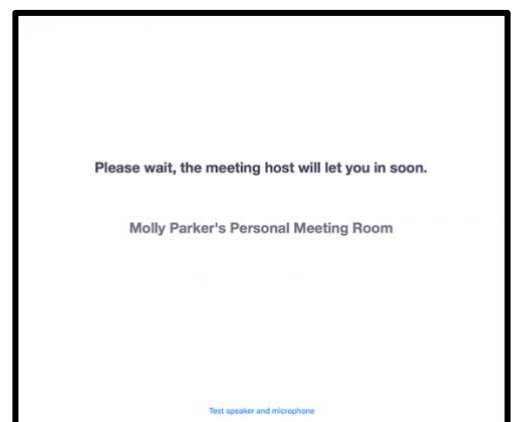 Please wait, the meeting host will let you in soon.
Molly Parker's Personal Meeting Room
Test speaker and microphone